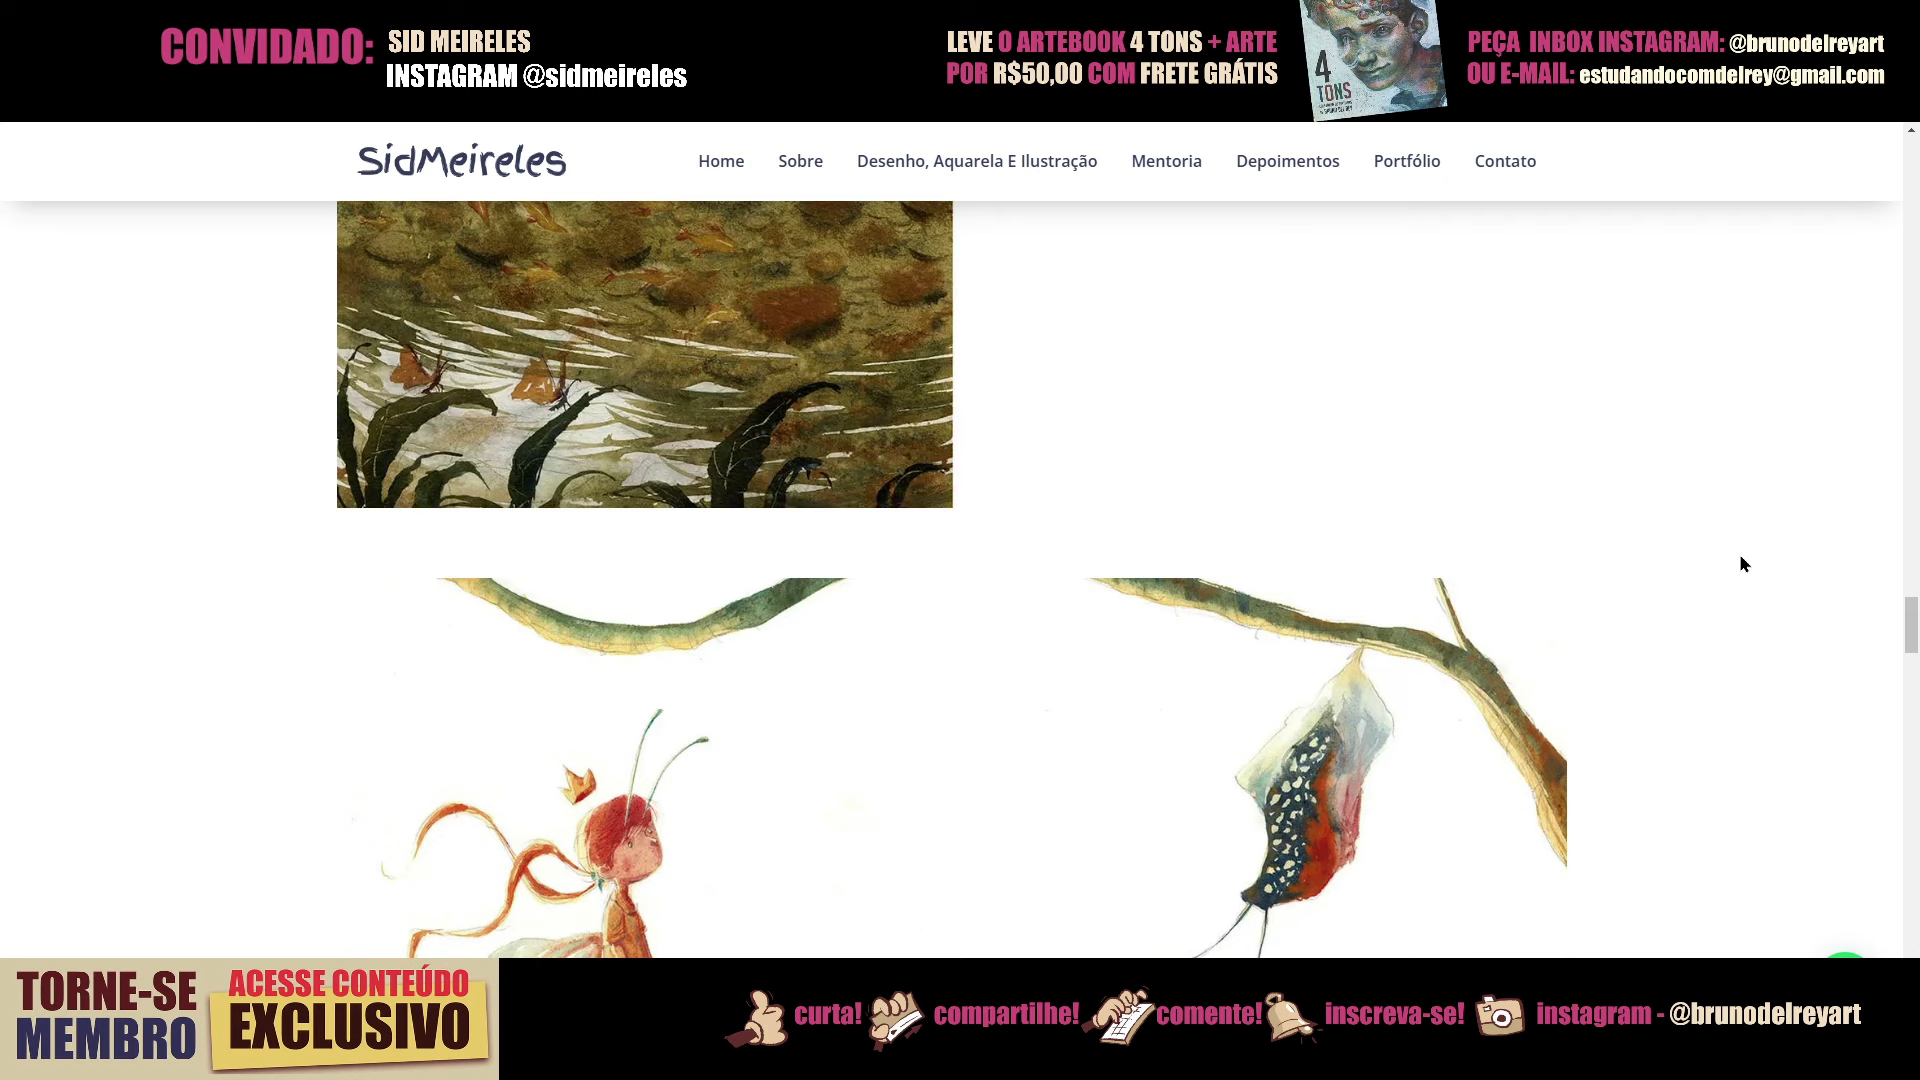 CONVIDADO: SID MEIRELES
INSTAGRAM @sidmeireles
LEVE O ARTEBOOK 4 TONS + ARTE
POR R$50,00 COM FRETE GRÁTIS
4
TONS
PEÇA INBOX INSTAGRAM: @brunodelreyart
OU E-MAIL: estudandocomdelrey@gmail.com
SidMeireles
Home Sobre Desenho, Aquarela E Ilustração Mentoria Depoimentos Portfólio Contato
TORNE-SE
MEMBRO
ACESSE CONTEÚDO
EXCLUSIVO
curta! compartilhe! comente! inscreva-se! instagram - @brunodelreyart